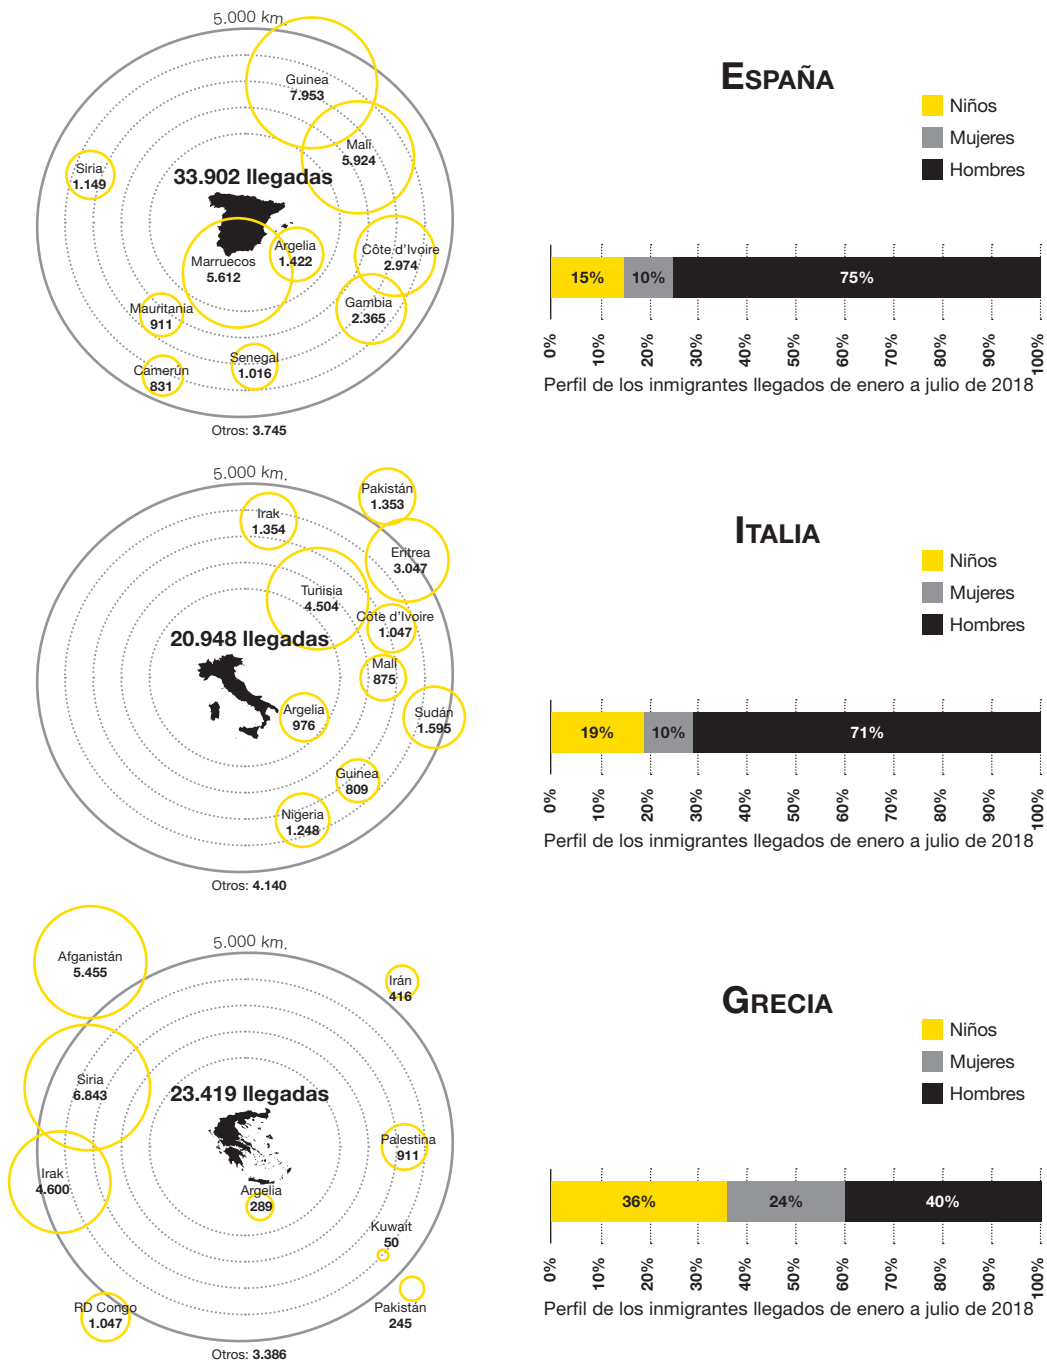 5.000 km.
Guinea
7.953
Malí
5.924
Siria
1.149
33.902 llegadas
Argelia
1.422
Marruecos
5.612
Côte d'Ivoire
2.974
Gambia
2.365
Mauritania
911
Senegal
1.016
Camerún
831
Otros: 3.745
ESPAÑA
Niños
Mujeres
Hombres
15% 10% 75%
0% 10% 20% 30% 40% 50% 60% 70% 80% 90% 100%
Perfil de los inmigrantes llegados de enero a julio de 2018
5.000 km.
Pakistán
1.353
Irak
1.354
Eritrea
3.047
Tunisia
4.504
Côte d'Ivoire
1.047
20.948 llegadas
Malí
875
Argelia
976
Sudán
1.595
Guinea
809
Nigeria
1.248
Otros: 4.140
ITALIA
Niños
Mujeres
Hombres
19% 10% 71%
0% 10% 20% 30% 40% 50% 60% 70% 80% 90% 100%
Perfil de los inmigrantes llegados de enero a julio de 2018
5.000 km.
Afganistán
5.455
Irán
416
Siria
6.843
23.419 llegadas
Palestina
911
Irak
4.600
Argelia
289
Kuwait
50
RD Congo
1.047
Pakistán
245
Otros: 3.386
GRECIA
Niños
Mujeres
Hombres
36% 24% 40%
0% 10% 20% 30% 40% 50% 60% 70% 80% 90% 100%
Perfil de los inmigrantes llegados de enero a julio de 2018